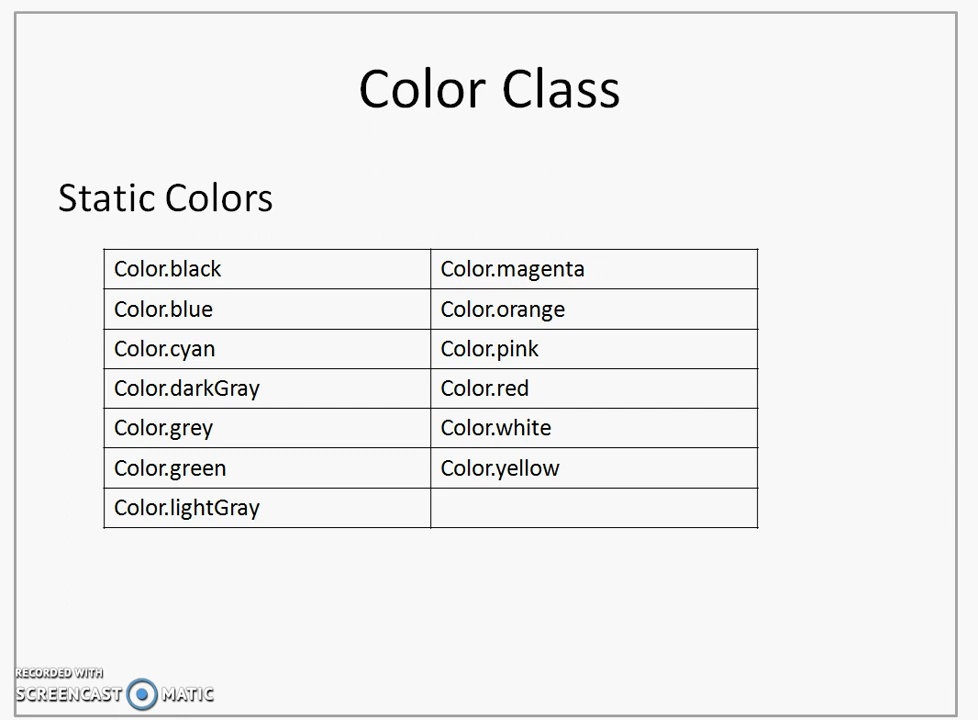 Color Class
Static Colors
Color.black Color.magenta
Color.blue Color.orange
Color.cyan Color.pink
Color.darkGray Color.red
Color.grey Color.white
Color.green Color.yellow
Color.lightGray
RECORDED WITH
SCREENCAST MATIC